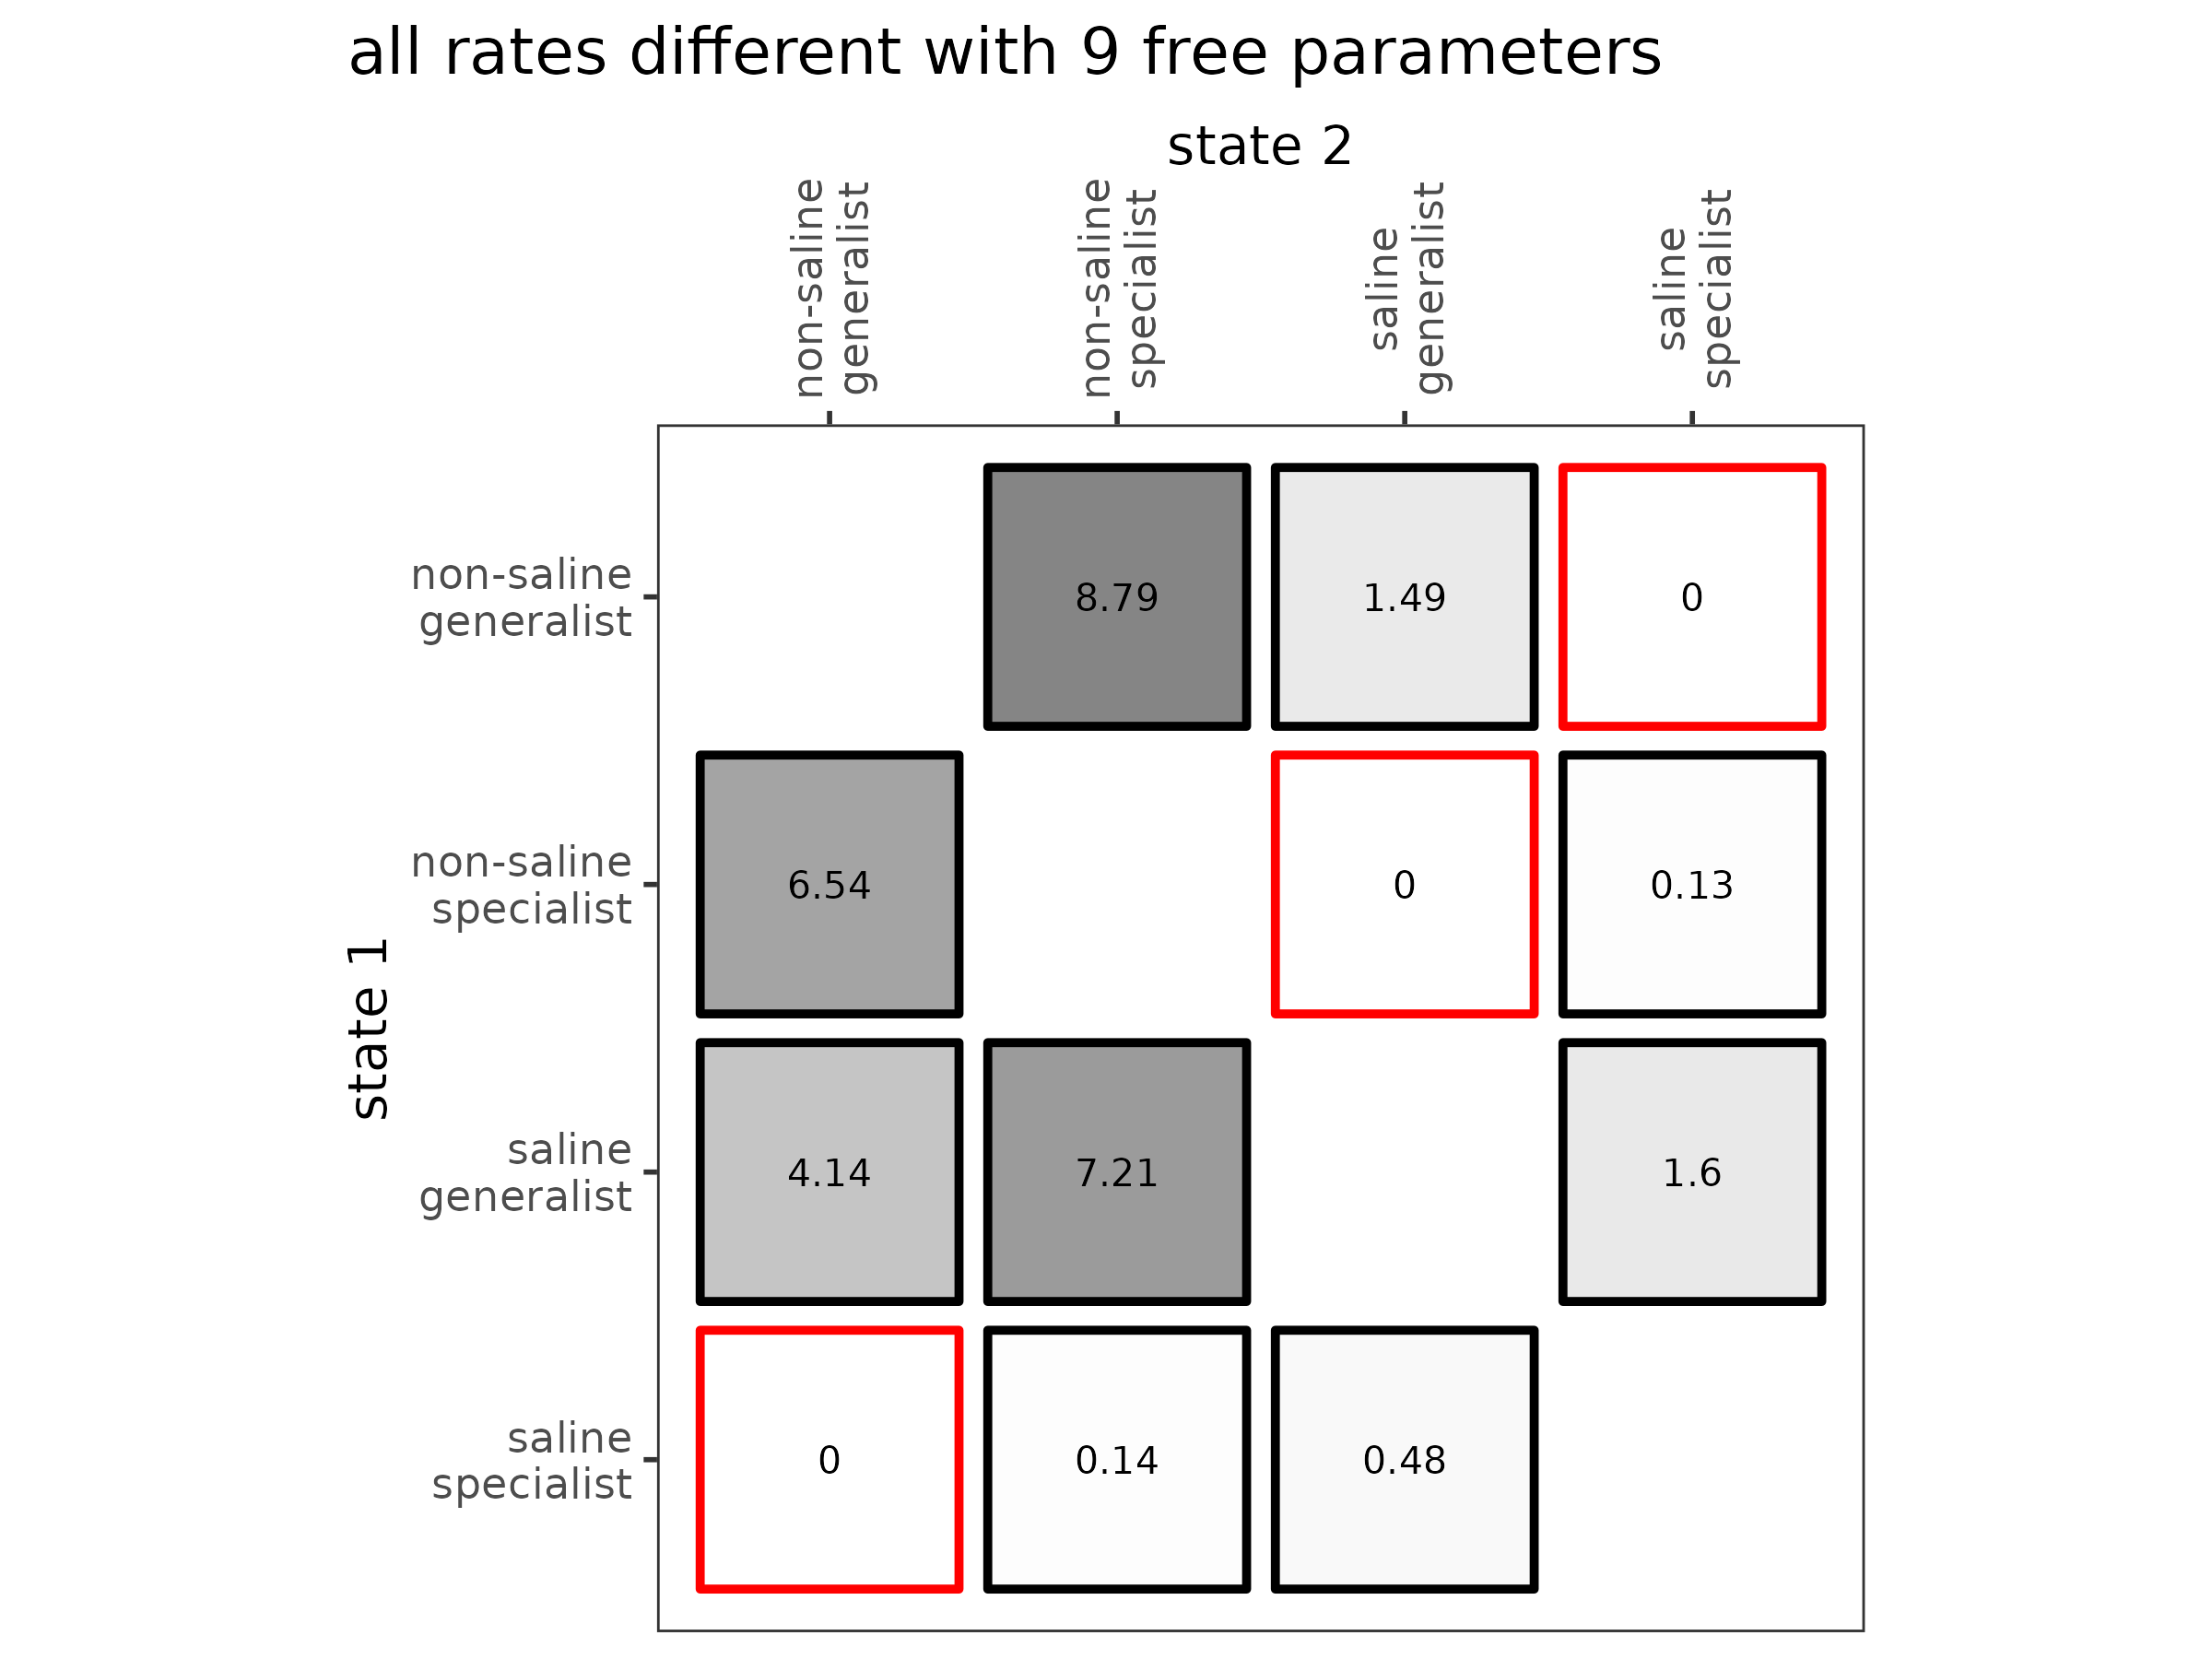 all rates different with 9 free parameters
state 2
non-saline
generalist
non-saline
specialist
saline
generalist
saline
specialist
state 1
non-saline
generalist
8.79
1.49
0
non-saline
specialist
6.54
0
0.13
saline
generalist
4.14
7.21
1.6
saline
specialist
0
0.14
0.48